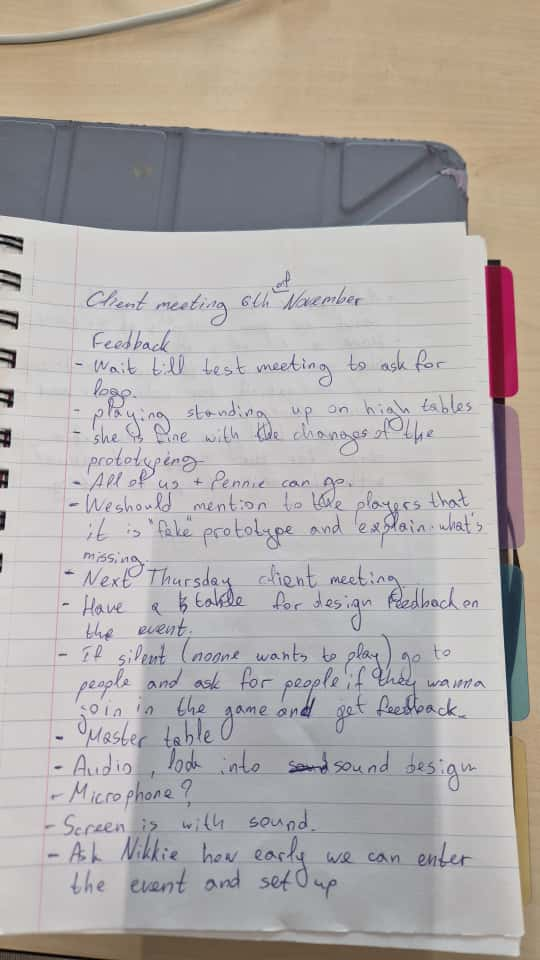 Client meeting 6th of November
Feedback
- Wait till test meeting to ask for
logo.
- playing standing up on high tables
- she is fine with the changes of the
prototyping
- All of us + Pennie can go.
- We should mention to the players that
it is "fake" prototype and explain what's
missing.
- Next Thursday client meeting.
- Have a table for design feedback on
the event.
- If silent (noone wants to play) go to
people and ask for people if they wanna
join in the game and get feedback.
- Master table
- Audio, look into sound design
- Microphone?
- Screen is with sound.
- Ask Nikkie how early we can enter
the event and set up